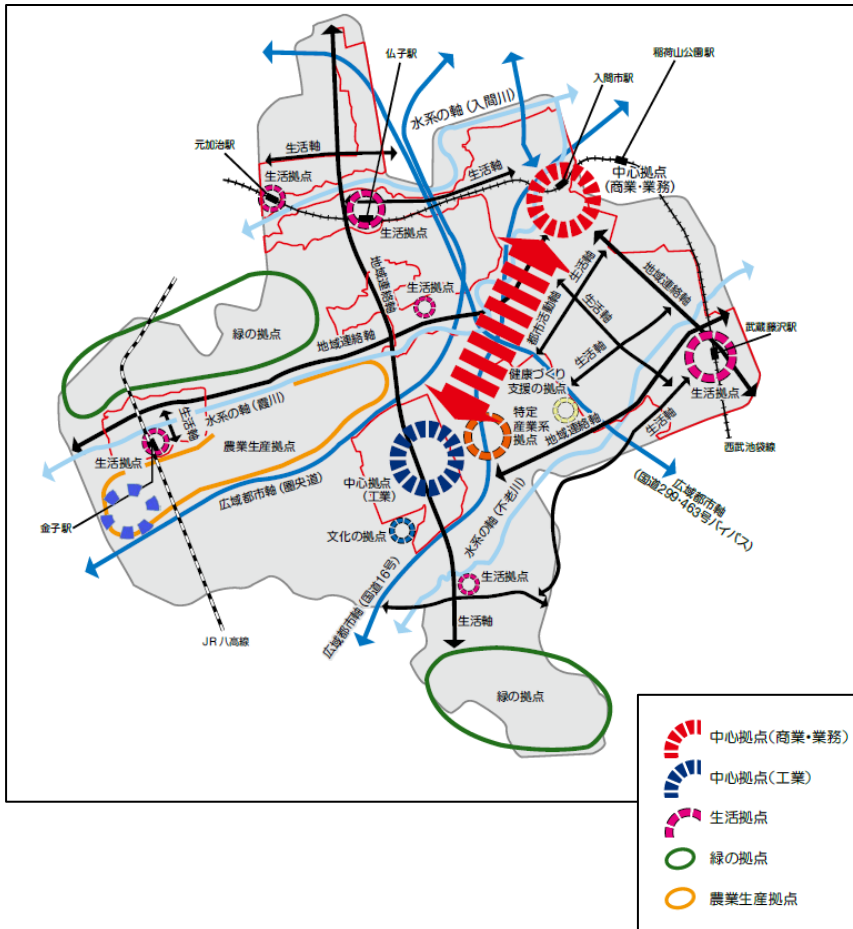 仏子駅
稲荷山公園駅
入間市駅
水系の軸(入間川)
元加治駅
生活軸
生活拠点
生活軸
中心拠点
(商業・業務)
生活拠点
地域連絡軸
生活拠点
都市活動軸
生活軸
生活軸
生活軸
地域連絡軸
武蔵藤沢駅
緑の拠点
地域連絡軸
健康づくり
支援の拠点
生活拠点
水系の軸(霞川)
生活軸
特定
産業系
拠点
地域連絡軸
生活軸
西武池袋線
農業生産拠点
生活拠点
広域都市軸(圏央道)
中心拠点
(工業)
金子駅
文化の拠点
水系の軸(不老川)
広域都市軸
(国道299・463号バイパス)
生活拠点
広域都市軸(国道16号)
生活軸
JR八高線
緑の拠点
中心拠点(商業・業務)
中心拠点(工業)
生活拠点
緑の拠点
農業生産拠点